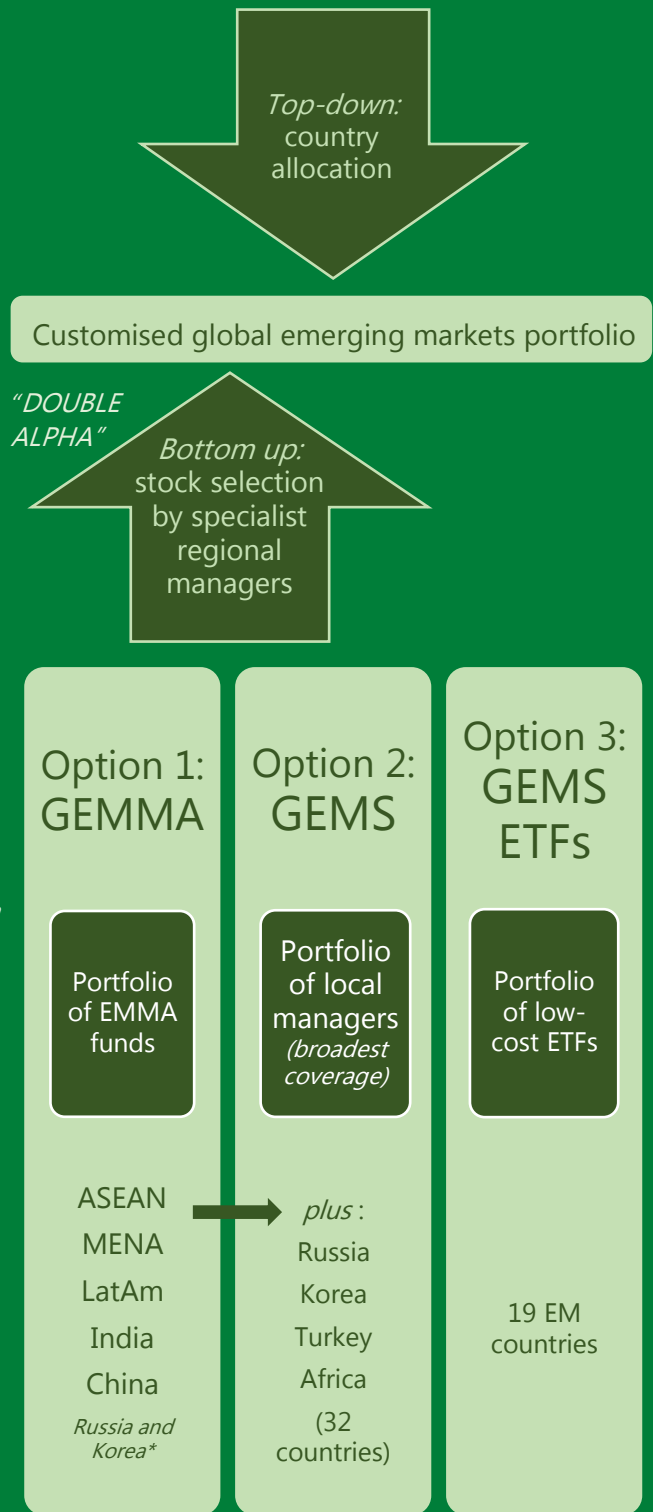 Top-down:
country
allocation
Customised global emerging markets portfolio
"DOUBLE
ALPHA"
Bottom up:
stock selection
by specialist
regional
managers
Option 1:
GEMMA
Portfolio
of EMMA
funds
ASEAN
MENA
LatAm
India
China
Russia and
Korea*
Option 2:
GEMS
Portfolio
of local
managers
(broadest
coverage)
plus :
Russia
Korea
Turkey
Africa
(32
countries)
Option 3:
GEMS
ETFs
Portfolio
of low-
cost ETFs
19 EM
countries